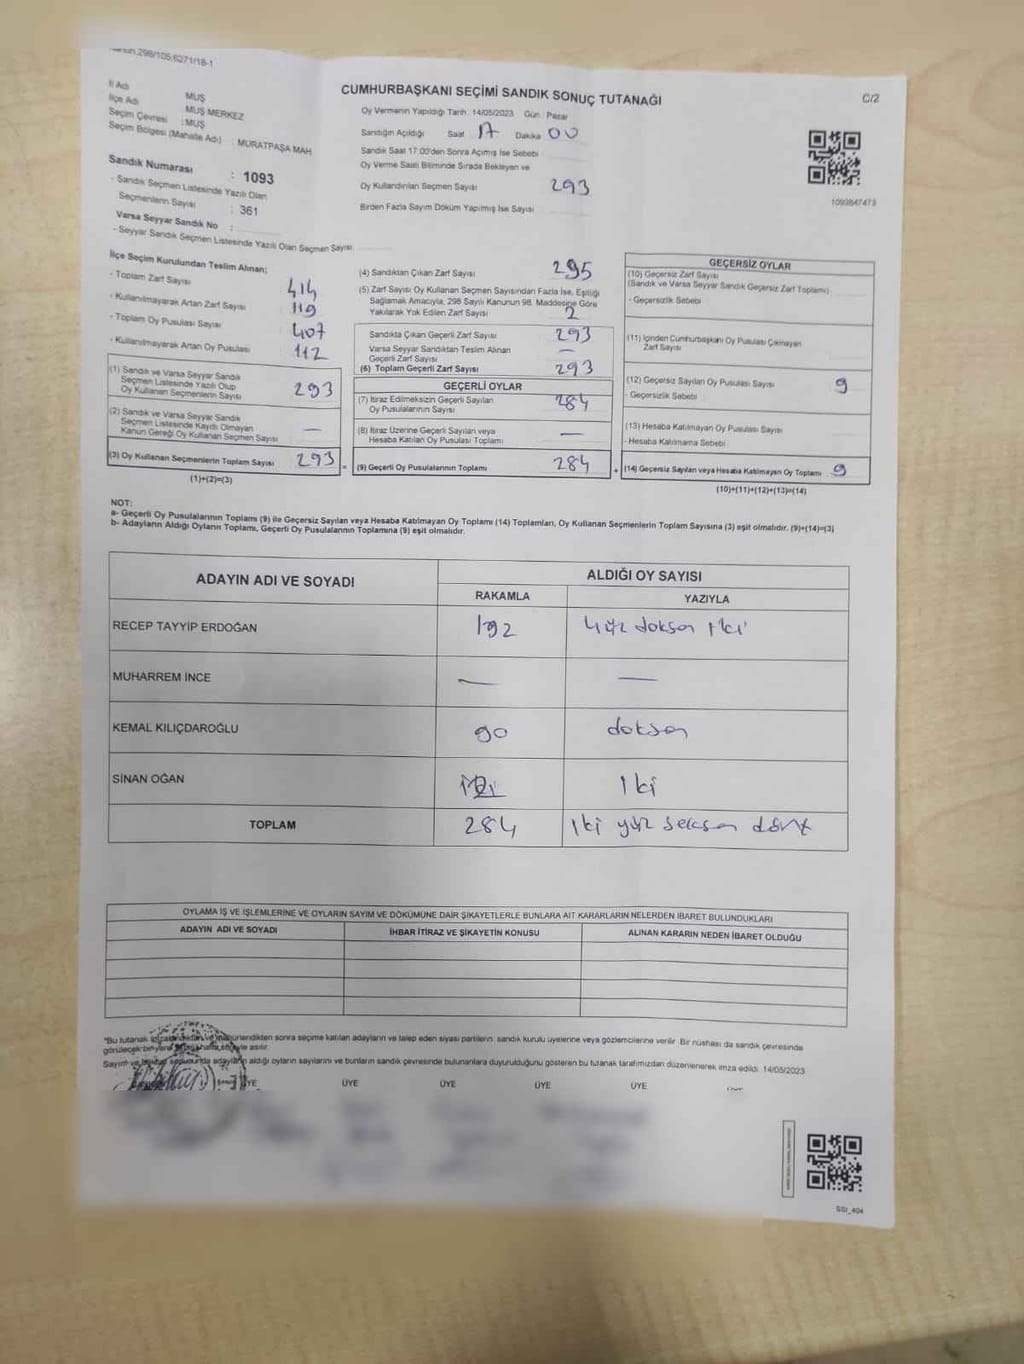 CUMHURBAŞKANI SEÇİMİ SANDIK SONUÇ TUTANAĞI
C/2
İl Adı : MUŞ
İlçe Adı : MUŞ MERKEZ
Seçim Çevresi : MUŞ
Seçim Bölgesi (Mahalle Adı) : MURATPAŞA MAH
Sandık Numarası : 1093
- Sandık Seçmen Listesinde Yazılı Olan
Seçmenlerin Sayısı : 361
Varsa Seyyar Sandık No :
- Seyyar Sandık Seçmen Listesinde Yazılı Olan Seçmen Sayısı
Oy Vermenin Yapıldığı Tarih : 14/05/2023 Gün : Pazar
Sandığın Açıldığı Saat 17 Dakika 00
Sandık Saat 17:00'den Sonra Açılmış İse Sebebi
Oy Verme Saati Bitiminde Sırada Bekleyen ve
Oy Kullandırılan Seçmen Sayısı 293
Birden Fazla Sayım Döküm Yapılmış İse Sayısı
1093847473
İlçe Seçim Kurulundan Teslim Alınan;
- Toplam Zarf Sayısı 414
- Kullanılmayarak Artan Zarf Sayısı 119
- Toplam Oy Pusulası Sayısı 407
- Kullanılmayarak Artan Oy Pusulası 112
(1) Sandık ve Varsa Seyyar Sandık
Seçmen Listesinde Yazılı Olup
Oy Kullanan Seçmenlerin Sayısı 293
(2) Sandık ve Varsa Seyyar Sandık
Seçmen Listesinde Kayıtlı Olmayan
Kanun Gereği Oy Kullanan Seçmen Sayısı —
(3) Oy Kullanan Seçmenlerin Toplam Sayısı 293
(1)+(2)=(3)
(4) Sandıktan Çıkan Zarf Sayısı 295
(5) Zarf Sayısı Oy Kullanan Seçmen Sayısından Fazla İse, Eşitliği
Sağlamak Amacıyla, 298 Sayılı Kanunun 98. Maddesine Göre
Yakılarak Yok Edilen Zarf Sayısı 2
Sandıkta Çıkan Geçerli Zarf Sayısı 293
Varsa Seyyar Sandıktan Teslim Alınan
Geçerli Zarf Sayısı —
(6) Toplam Geçerli Zarf Sayısı 293
GEÇERLİ OYLAR
(7) İtiraz Edilmeksizin Geçerli Sayılan
Oy Pusulalarının Sayısı 284
(8) İtiraz Üzerine Geçerli Sayılan veya
Hesaba Katılan Oy Pusulası Toplamı —
= (9) Geçerli Oy Pusulalarının Toplamı 284
GEÇERSİZ OYLAR
(10) Geçersiz Zarf Sayısı
(Sandık ve Varsa Seyyar Sandık Geçersiz Zarf Toplamı)
- Geçersizlik Sebebi
(11) İçinden Cumhurbaşkanı Oy Pusulası Çıkmayan
Zarf Sayısı
(12) Geçersiz Sayılan Oy Pusulası Sayısı 9
- Geçersizlik Sebebi
(13) Hesaba Katılmayan Oy Pusulası Sayısı
- Hesaba Katılmama Sebebi
+ (14) Geçersiz Sayılan veya Hesaba Katılmayan Oy Toplamı 9
(10)+(11)+(12)+(13)=(14)
NOT:
a- Geçerli Oy Pusulalarının Toplamı (9) ile Geçersiz Sayılan veya Hesaba Katılmayan Oy Toplamı (14) Toplamları, Oy Kullanan Seçmenlerin Toplam Sayısına (3) eşit olmalıdır. (9)+(14)=(3)
b- Adayların Aldığı Oyların Toplamı, Geçerli Oy Pusulalarının Toplamına (9) eşit olmalıdır.
ADAYIN ADI VE SOYADI
ALDIĞI OY SAYISI
RAKAMLA YAZIYLA
RECEP TAYYİP ERDOĞAN 192 yüz doksan iki
MUHARREM İNCE — —
KEMAL KILIÇDAROĞLU 90 doksan
SİNAN OĞAN 2 iki
TOPLAM 284 iki yüz seksen dört
OYLAMA İŞ VE İŞLEMLERİNE VE OYLARIN SAYIM VE DÖKÜMÜNE DAİR ŞİKAYETLERLE BUNLARA AİT KARARLARIN NELERDEN İBARET BULUNDUKLARI
ADAYIN ADI VE SOYADI İHBAR İTİRAZ VE ŞİKAYETİN KONUSU ALINAN KARARIN NEDEN İBARET OLDUĞU
*Bu tutanak ve mühürlendikten sonra seçime katılan adayların ve talep eden siyasi partilerin sandık kurulu üyelerine veya gözlemcilerine verilir. Bir nüshası da sandık çevresinde
görülecek bir yere asılır.
Sayım ve adayların aldığı oyların sayılarını ve bunların sandık çevresinde bulunanlara duyurulduğunu gösteren bu tutanak tarafımızdan düzenlenerek imza edildi. 14/05/2023
ÜYE ÜYE ÜYE ÜYE ÜYE
SSI_404